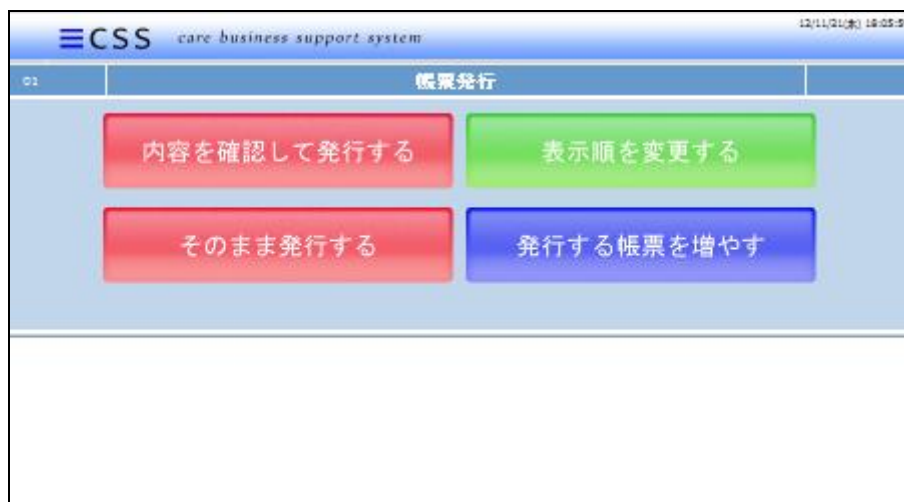 CSS care business support system
帳票発行
内容を確認して発行する
表示順を変更する
そのまま発行する
発行する帳票を増やす